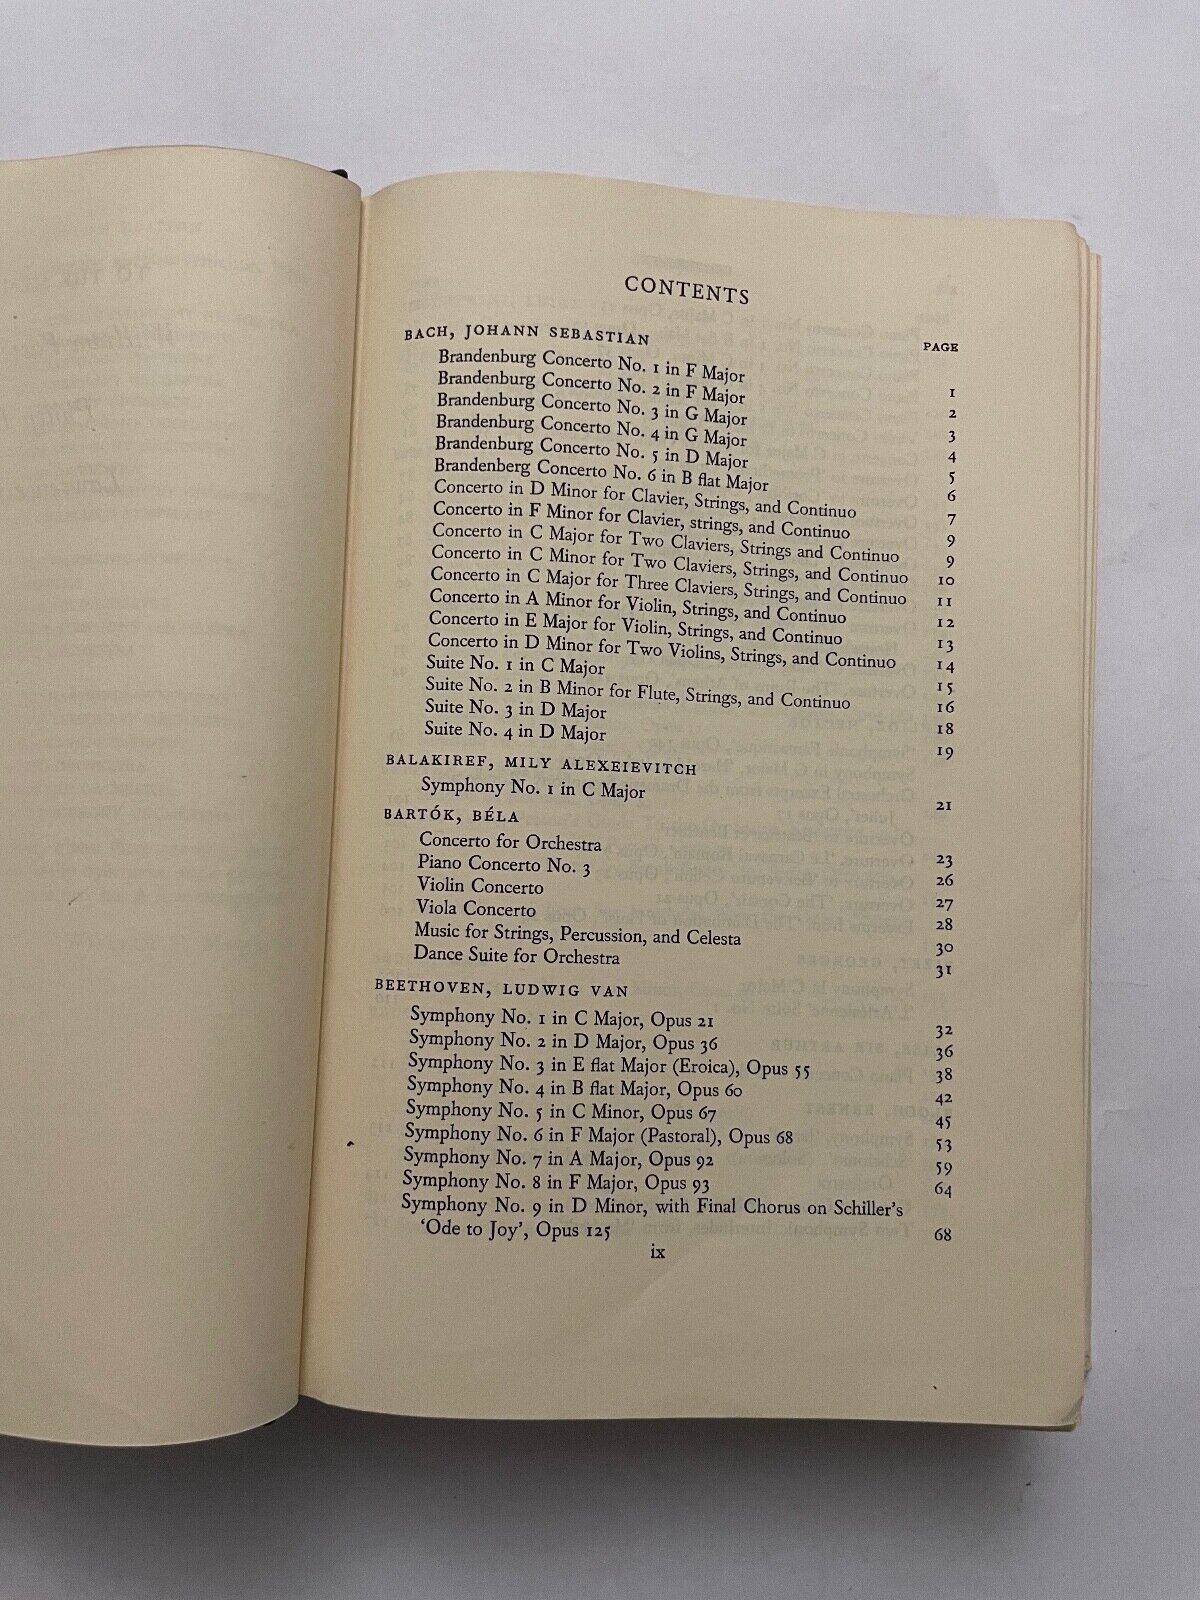 CONTENTS
BACH, JOHANN SEBASTIAN PAGE
Brandenburg Concerto No. 1 in F Major 1
Brandenburg Concerto No. 2 in F Major 2
Brandenburg Concerto No. 3 in G Major 3
Brandenburg Concerto No. 4 in G Major 4
Brandenburg Concerto No. 5 in D Major 5
Brandenberg Concerto No. 6 in B flat Major 6
Concerto in D Minor for Clavier, Strings, and Continuo 7
Concerto in F Minor for Clavier, strings, and Continuo 9
Concerto in C Major for Two Claviers, Strings and Continuo 9
Concerto in C Minor for Two Claviers, Strings, and Continuo 10
Concerto in C Major for Three Claviers, Strings, and Continuo 11
Concerto in A Minor for Violin, Strings, and Continuo 12
Concerto in E Major for Violin, Strings, and Continuo 13
Concerto in D Minor for Two Violins, Strings, and Continuo 14
Suite No. 1 in C Major 15
Suite No. 2 in B Minor for Flute, Strings, and Continuo 16
Suite No. 3 in D Major 18
Suite No. 4 in D Major 19
BALAKIREF, MILY ALEXEIEVITCH
Symphony No. 1 in C Major 21
BARTÓK, BÉLA
Concerto for Orchestra 23
Piano Concerto No. 3 26
Violin Concerto 27
Viola Concerto 28
Music for Strings, Percussion, and Celesta 30
Dance Suite for Orchestra 31
BEETHOVEN, LUDWIG VAN
Symphony No. 1 in C Major, Opus 21 32
Symphony No. 2 in D Major, Opus 36 36
Symphony No. 3 in E flat Major (Eroica), Opus 55 38
Symphony No. 4 in B flat Major, Opus 60 42
Symphony No. 5 in C Minor, Opus 67 45
Symphony No. 6 in F Major (Pastoral), Opus 68 53
Symphony No. 7 in A Major, Opus 92 59
Symphony No. 8 in F Major, Opus 93 64
Symphony No. 9 in D Minor, with Final Chorus on Schiller's
'Ode to Joy', Opus 125 68
ix